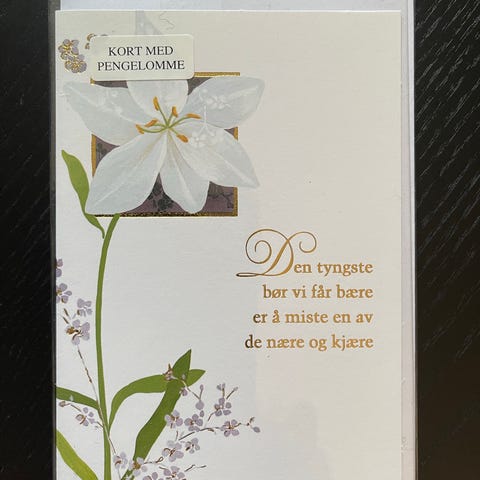 KORT MED
PENGELOMME
Den tyngste
bør vi får bære
er å miste en av
de nære og kjære